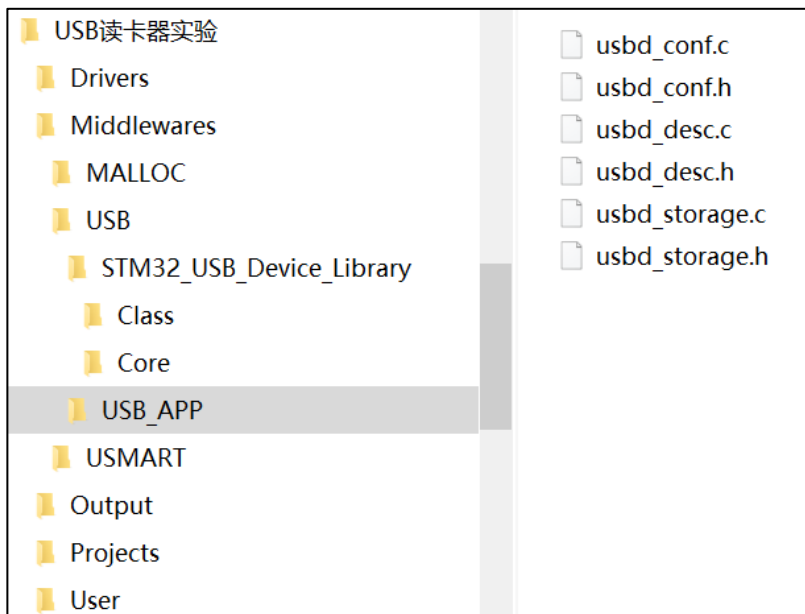 USB读卡器实验
Drivers
Middlewares
MALLOC
USB
STM32_USB_Device_Library
Class
Core
USB_APP
USMART
Output
Projects
User
usbd_conf.c
usbd_conf.h
usbd_desc.c
usbd_desc.h
usbd_storage.c
usbd_storage.h